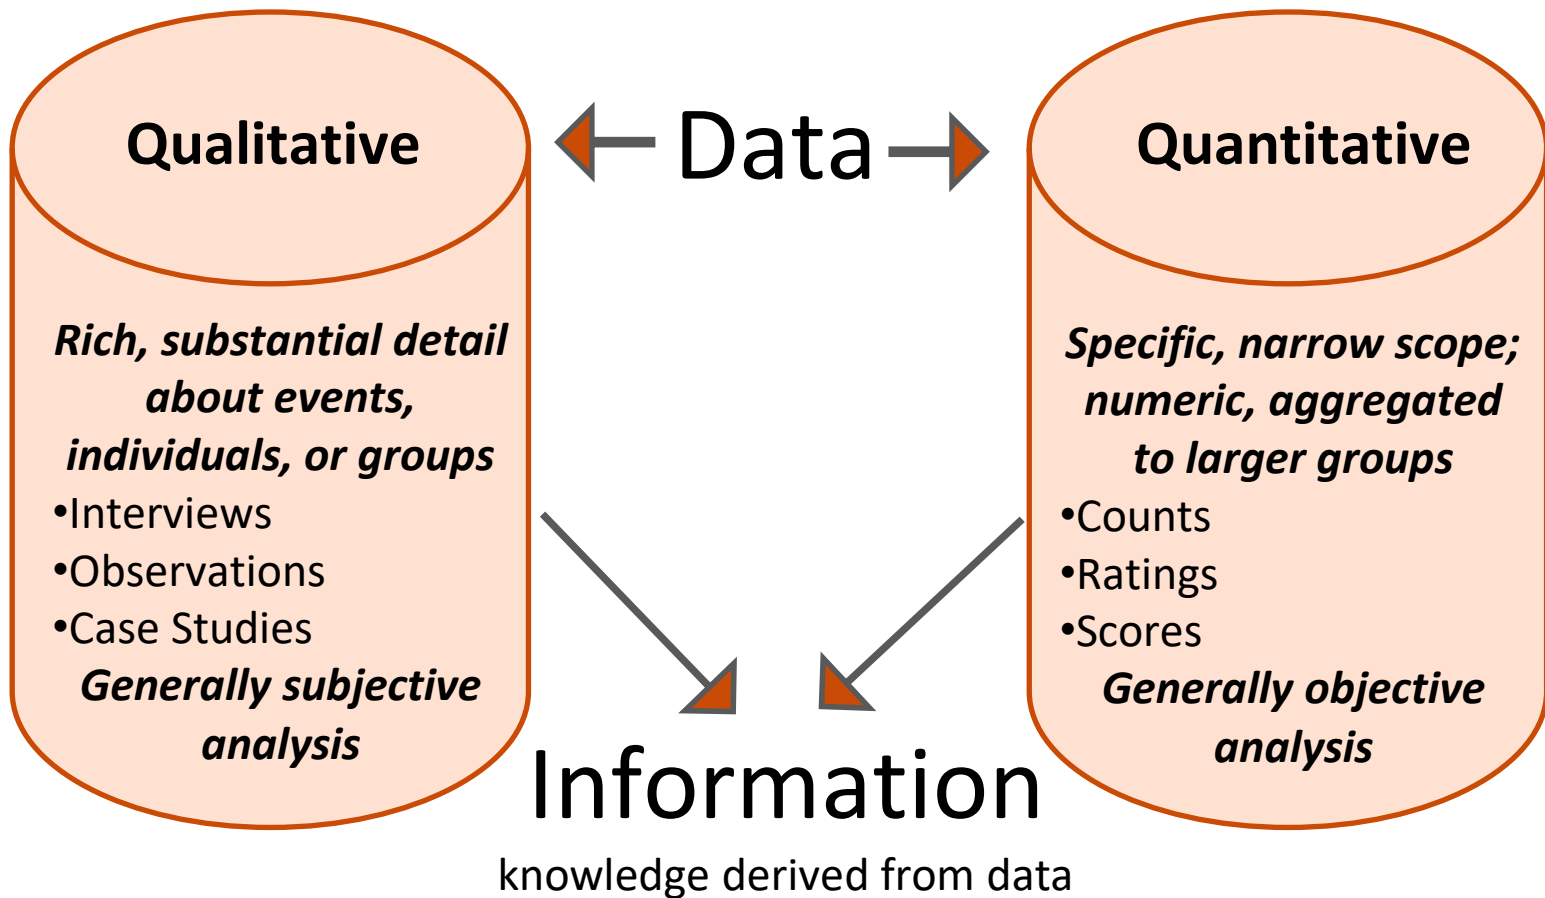 Qualitative
Data
Quantitative
Rich, substantial detail
about events,
individuals, or groups
•Interviews
•Observations
•Case Studies
Generally subjective
analysis
Specific, narrow scope;
numeric, aggregated
to larger groups
•Counts
•Ratings
•Scores
Generally objective
analysis
Information
knowledge derived from data